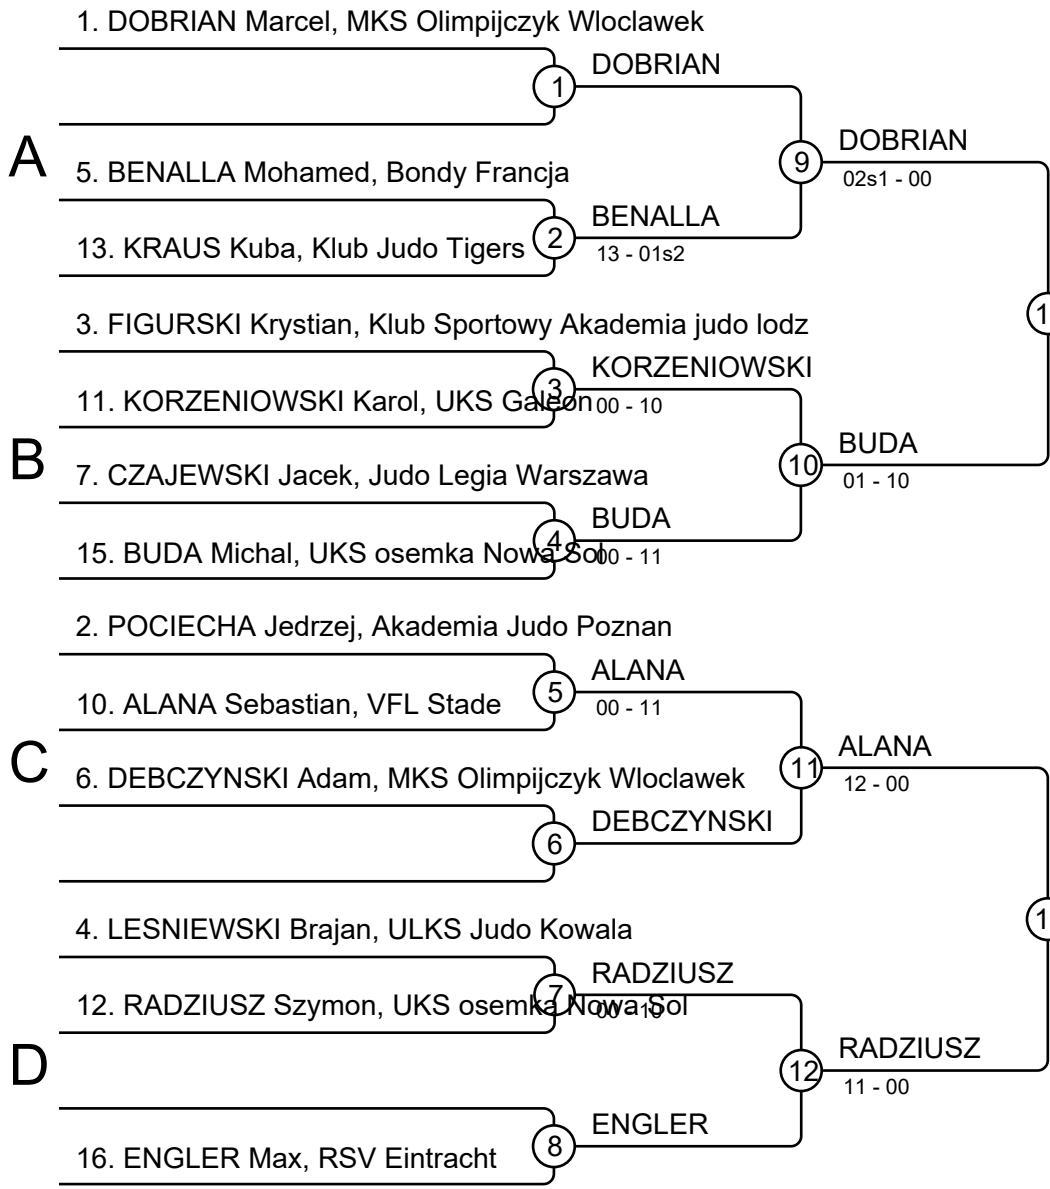 1. DOBRIAN Marcel, MKS Olimpijczyk Wloclawek
DOBRIAN
1
DOBRIAN
A
9
02s1 - 00
5. BENALLA Mohamed, Bondy Francja
BENALLA
13. KRAUS Kuba, Klub Judo Tigers
2
13 - 01s2
3. FIGURSKI Krystian, Klub Sportowy Akademia judo lodz
1
KORZENIOWSKI
3
11. KORZENIOWSKI Karol, UKS Galeon
00 - 10
BUDA
B
10
01 - 10
7. CZAJEWSKI Jacek, Judo Legia Warszawa
BUDA
4
15. BUDA Michal, UKS osemka Nowa Sol
00 - 11
2. POCIECHA Jedrzej, Akademia Judo Poznan
ALANA
5
10. ALANA Sebastian, VFL Stade
00 - 11
ALANA
C
11
12 - 00
6. DEBCZYNSKI Adam, MKS Olimpijczyk Wloclawek
DEBCZYNSKI
6
4. LESNIEWSKI Brajan, ULKS Judo Kowala
1
RADZIUSZ
7
12. RADZIUSZ Szymon, UKS osemka Nowa Sol
00 - 10
RADZIUSZ
D
12
11 - 00
ENGLER
8
16. ENGLER Max, RSV Eintracht